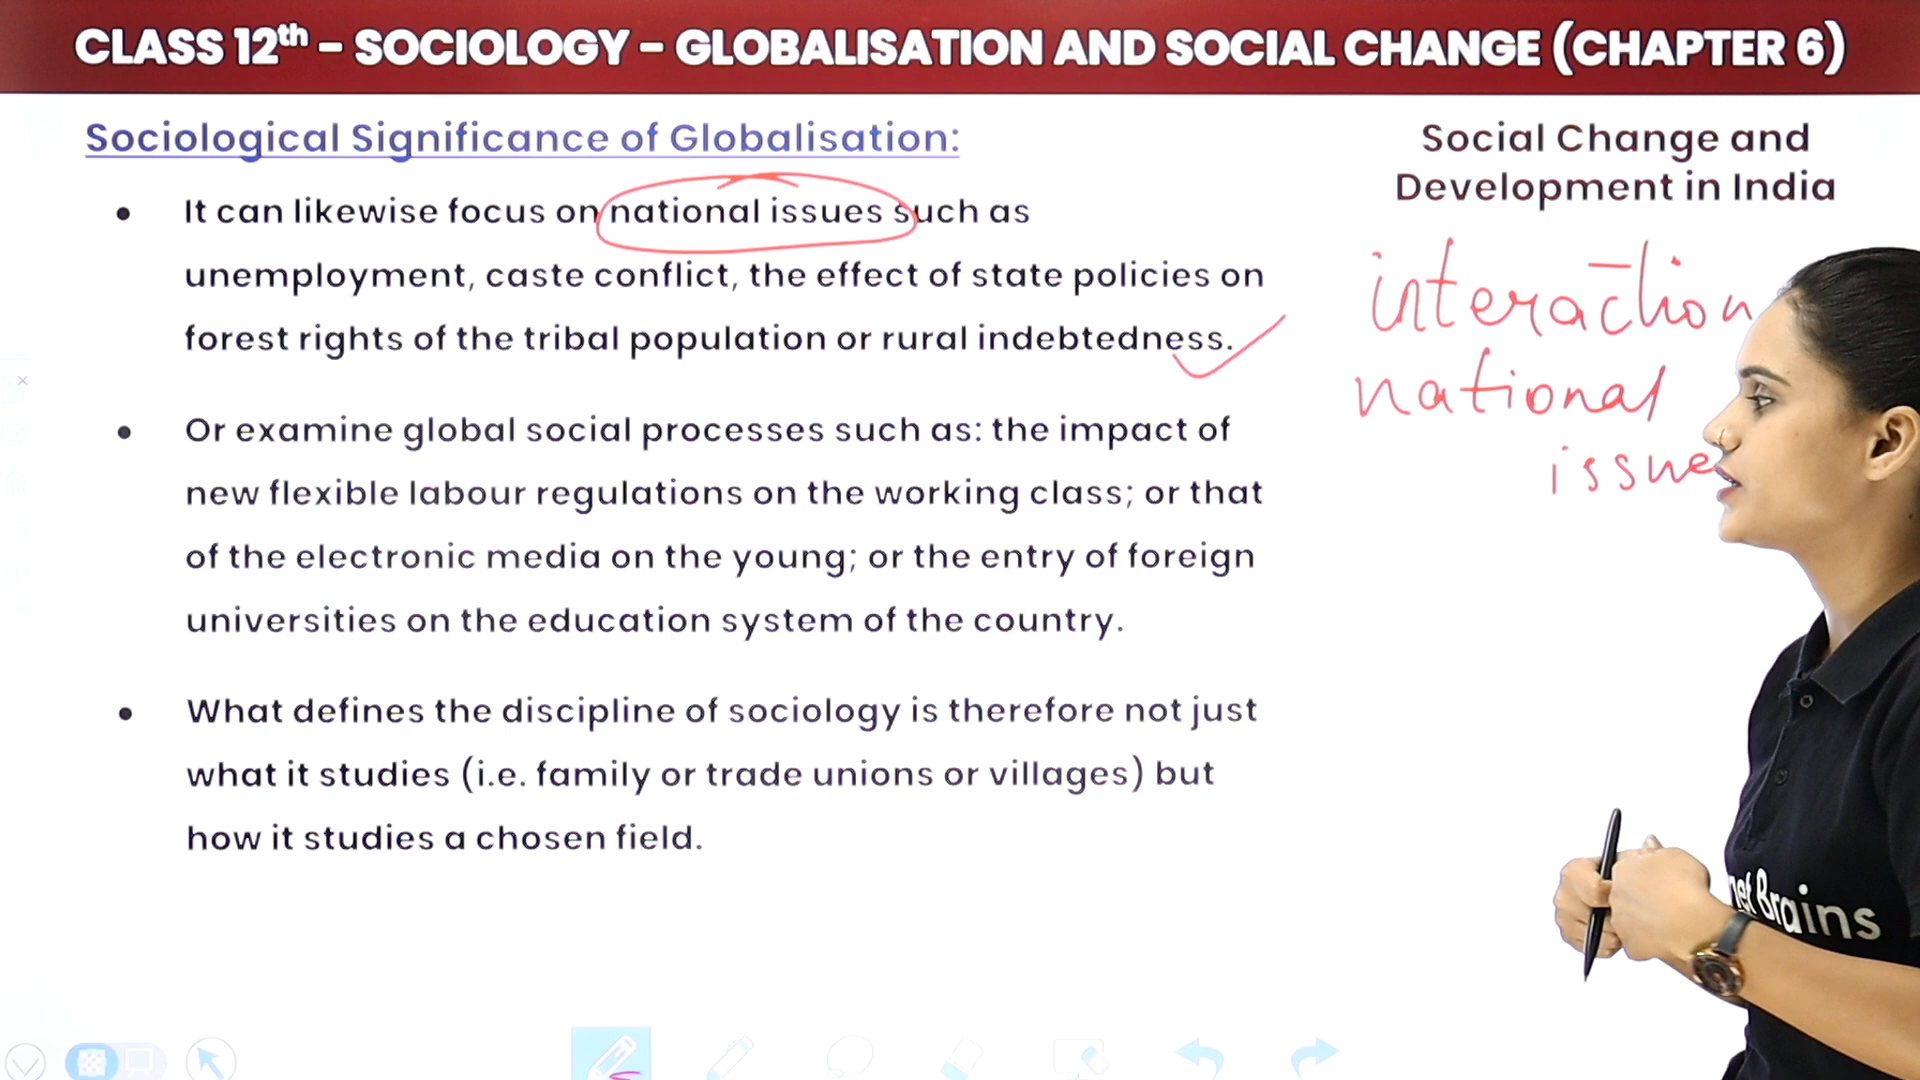 CLASS 12th – SOCIOLOGY – GLOBALISATION AND SOCIAL CHANGE (CHAPTER 6)
Sociological Significance of Globalisation:
• It can likewise focus on national issues such as
unemployment, caste conflict, the effect of state policies on
forest rights of the tribal population or rural indebtedness.
• Or examine global social processes such as: the impact of
new flexible labour regulations on the working class; or that
of the electronic media on the young; or the entry of foreign
universities on the education system of the country.
• What defines the discipline of sociology is therefore not just
what it studies (i.e. family or trade unions or villages) but
how it studies a chosen field.
Social Change and
Development in India
interaction
national
issue
net Brains